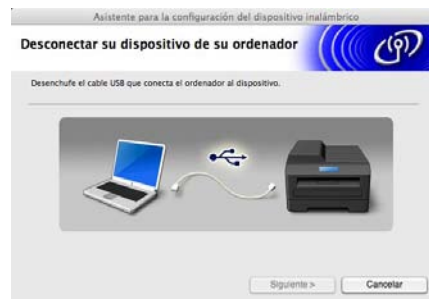 Asistente para la configuración del dispositivo inalámbrico
Desconectar su dispositivo de su ordenador
Desenchufe el cable USB que conecta el ordenador al dispositivo.
Siguiente >
Cancelar